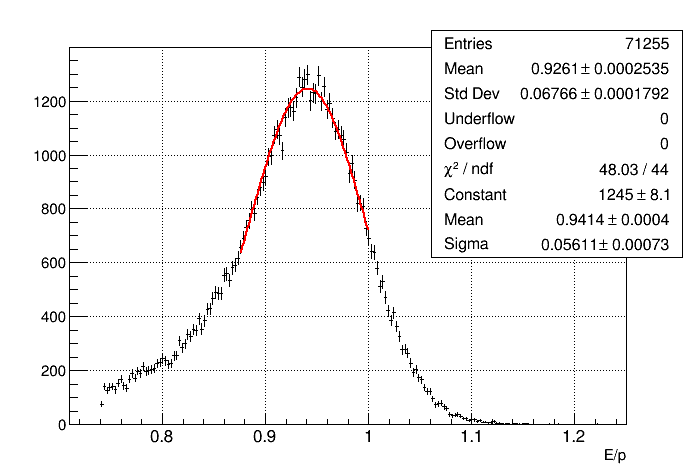 Entries 71255
Mean 0.9261 ± 0.0002535
Std Dev 0.06766 ± 0.0001792
Underflow 0
Overflow 0
χ² / ndf 48.03 / 44
Constant 1245 ± 8.1
Mean 0.9414 ± 0.0004
Sigma 0.05611 ± 0.00073
1200
1000
800
600
400
200
0
0.8 0.9 1 1.1 1.2
E/p